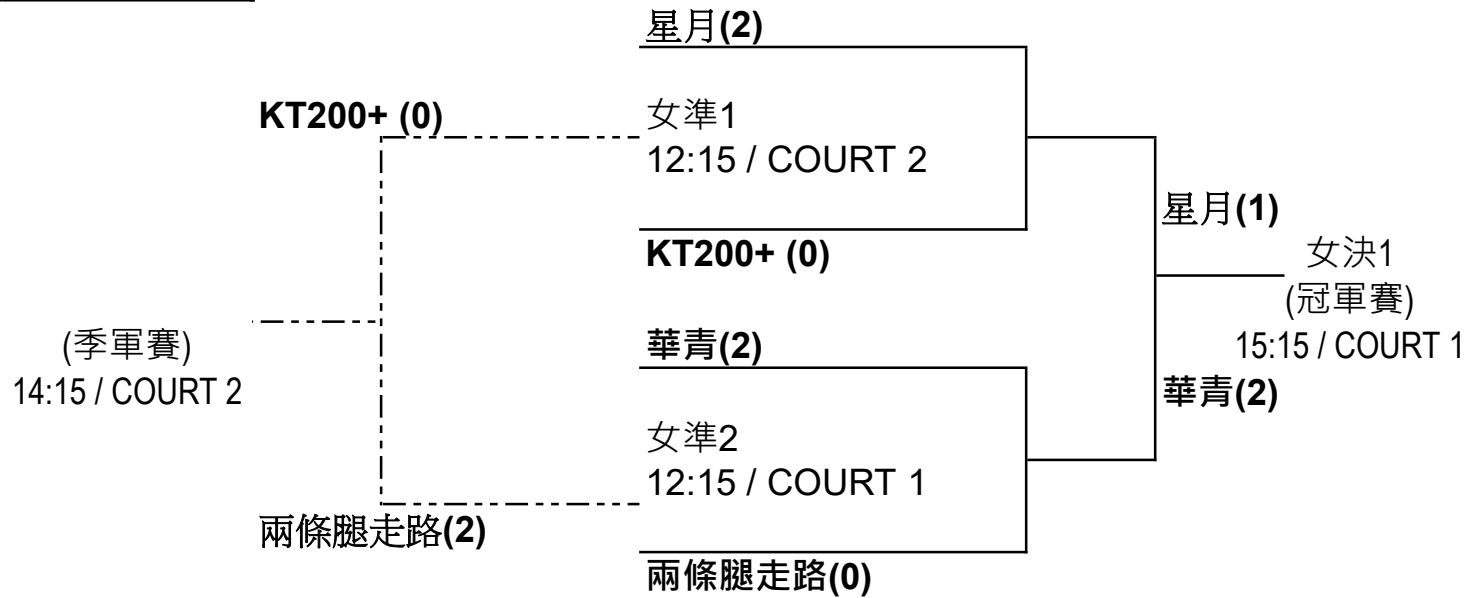 星月(2)
KT200+ (0)
女準1
12:15 / COURT 2
星月(1)
KT200+ (0)
女決1
(冠軍賽)
15:15 / COURT 1
(季軍賽)
14:15 / COURT 2
華青(2)
華青(2)
女準2
12:15 / COURT 1
兩條腿走路(2)
兩條腿走路(0)